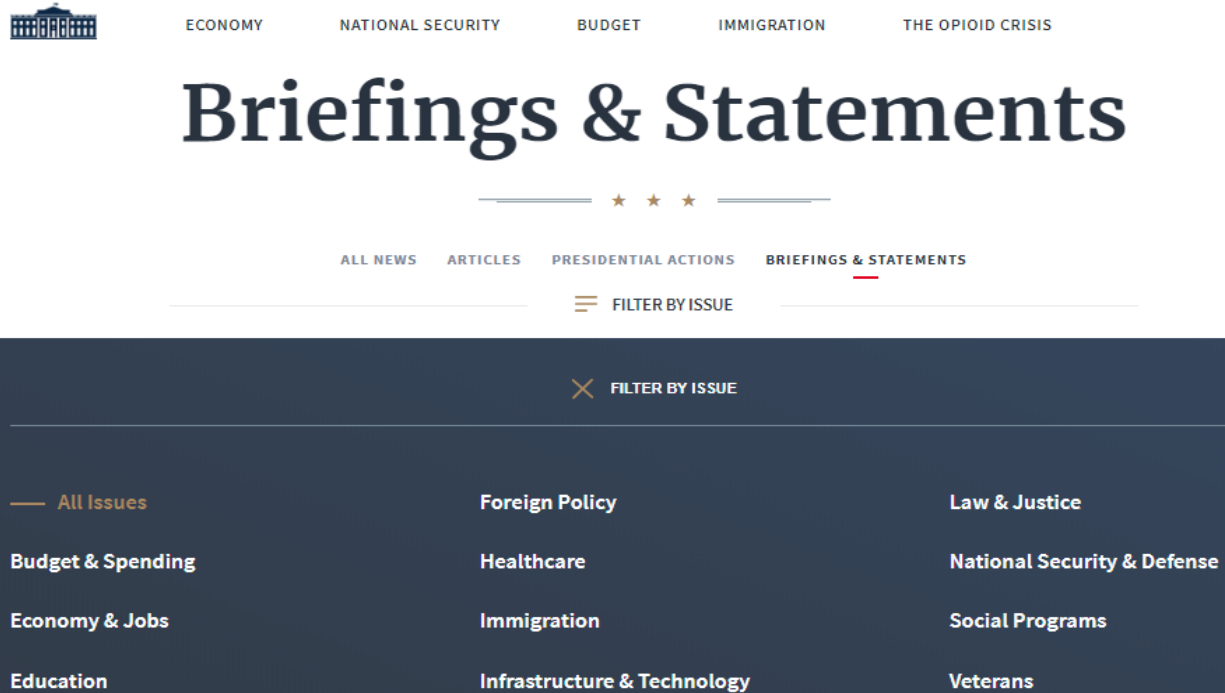 ECONOMY NATIONAL SECURITY BUDGET IMMIGRATION THE OPIOID CRISIS
Briefings & Statements
ALL NEWS ARTICLES PRESIDENTIAL ACTIONS BRIEFINGS & STATEMENTS
FILTER BY ISSUE
FILTER BY ISSUE
All Issues Foreign Policy Law & Justice
Budget & Spending Healthcare National Security & Defense
Economy & Jobs Immigration Social Programs
Education Infrastructure & Technology Veterans